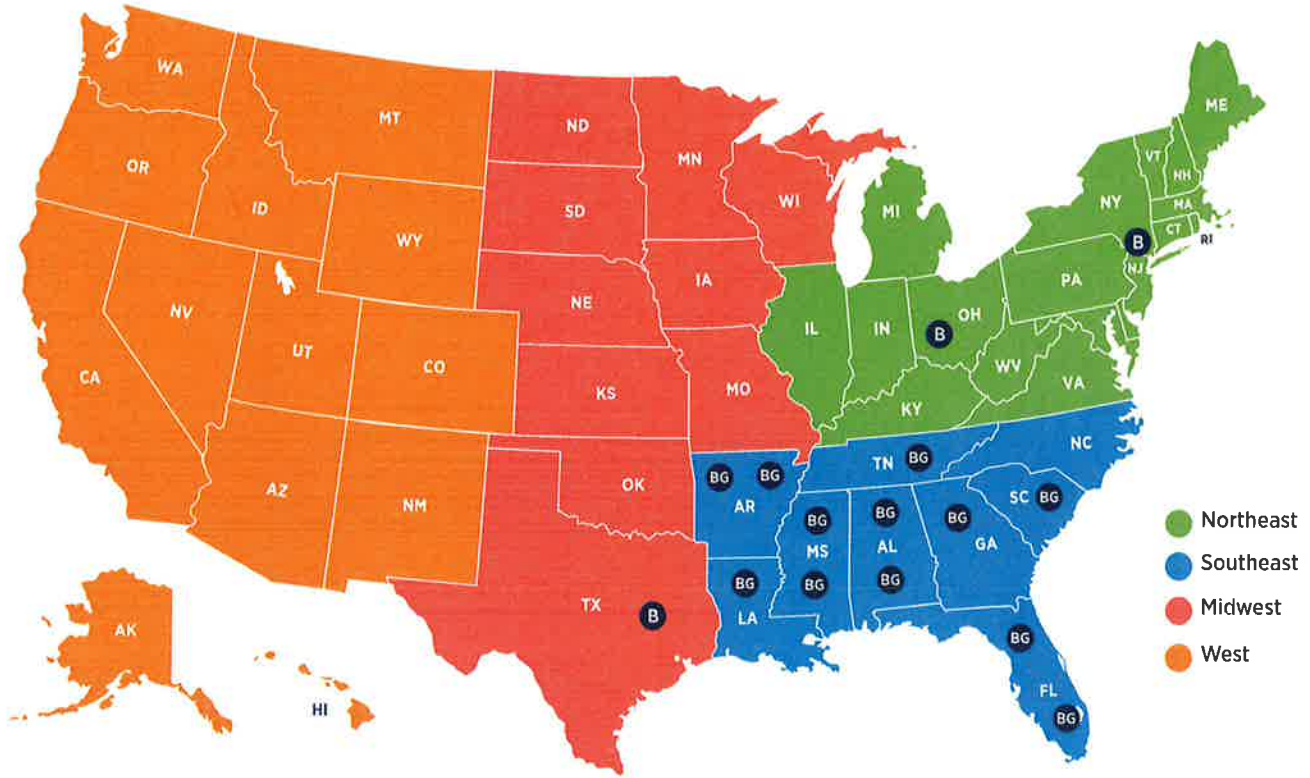 WA
MT
ND
MN
ME
OR
ID
SD
WI
MI
VT
NH
NY
MA
CT
RI
B
WY
NJ
PA
IA
NE
NV
UT
CO
CA
IL
IN
OH
B
WV
VA
KS
MO
KY
AZ
NM
OK
TN
BG
NC
BG
BG
AR
SC
BG
BG
MS
BG
AL
BG
GA
BG
BG
BG
LA
TX
B
AK
HI
BG
FL
BG
Northeast
Southeast
Midwest
West